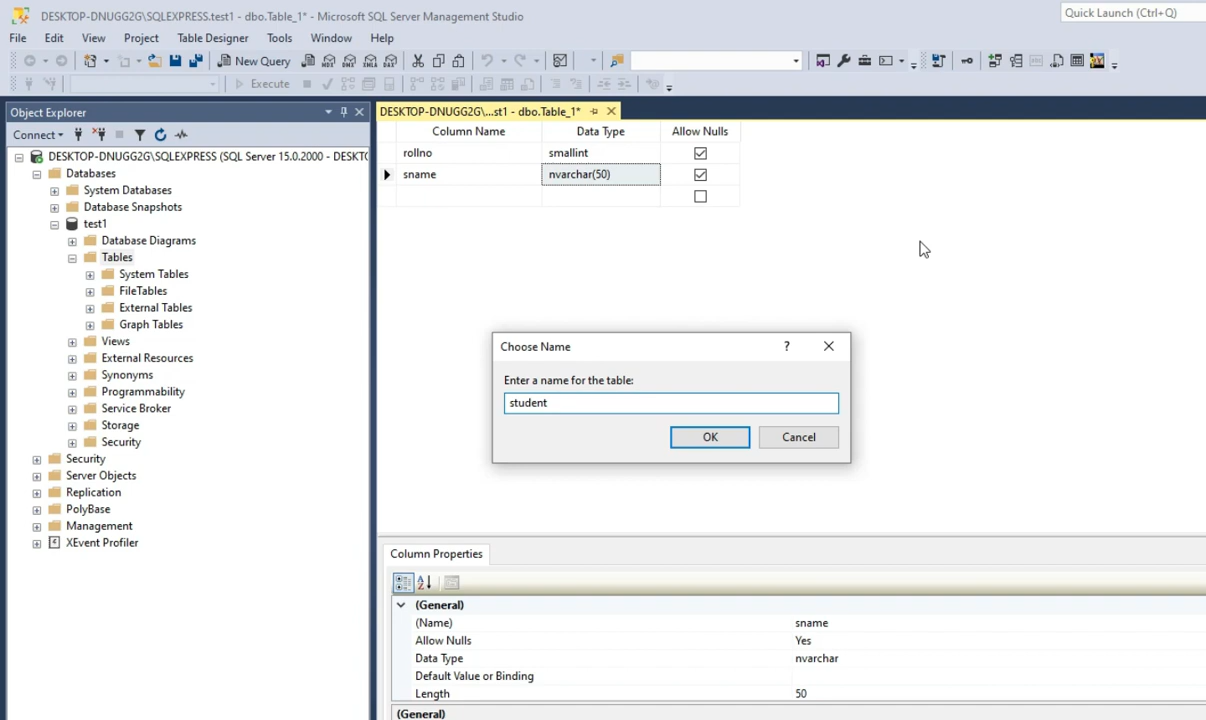 DESKTOP-DNUGG2G\SQLEXPRESS.test1 - dbo.Table_1* - Microsoft SQL Server Management Studio
Quick Launch (Ctrl+Q)
File Edit View Project Table Designer Tools Window Help
New Query
Execute
Object Explorer
DESKTOP-DNUGG2G\...st1 - dbo.Table_1*
Connect
Column Name Data Type Allow Nulls
rollno smallint
sname nvarchar(50)
DESKTOP-DNUGG2G\SQLEXPRESS (SQL Server 15.0.2000 - DESKT
Databases
System Databases
Database Snapshots
test1
Database Diagrams
Tables
System Tables
FileTables
External Tables
Graph Tables
Views
External Resources
Synonyms
Programmability
Service Broker
Storage
Security
Security
Server Objects
Replication
PolyBase
Management
XEvent Profiler
Choose Name ?
Enter a name for the table:
student
OK Cancel
Column Properties
(General)
(Name) sname
Allow Nulls Yes
Data Type nvarchar
Default Value or Binding
Length 50
(General)